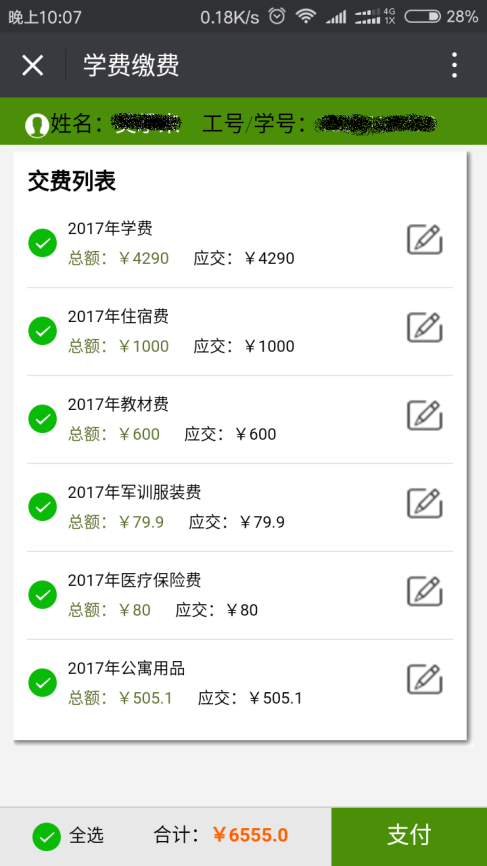 晚上10:07 0.18K/s 4G 1X 28%
学费缴费
姓名: 工号/学号:
交费列表
2017年学费
总额:￥4290 应交:￥4290
2017年住宿费
总额:￥1000 应交:￥1000
2017年教材费
总额:￥600 应交:￥600
2017年军训服装费
总额:￥79.9 应交:￥79.9
2017年医疗保险费
总额:￥80 应交:￥80
2017年公寓用品
总额:￥505.1 应交:￥505.1
全选 合计:￥6555.0 支付